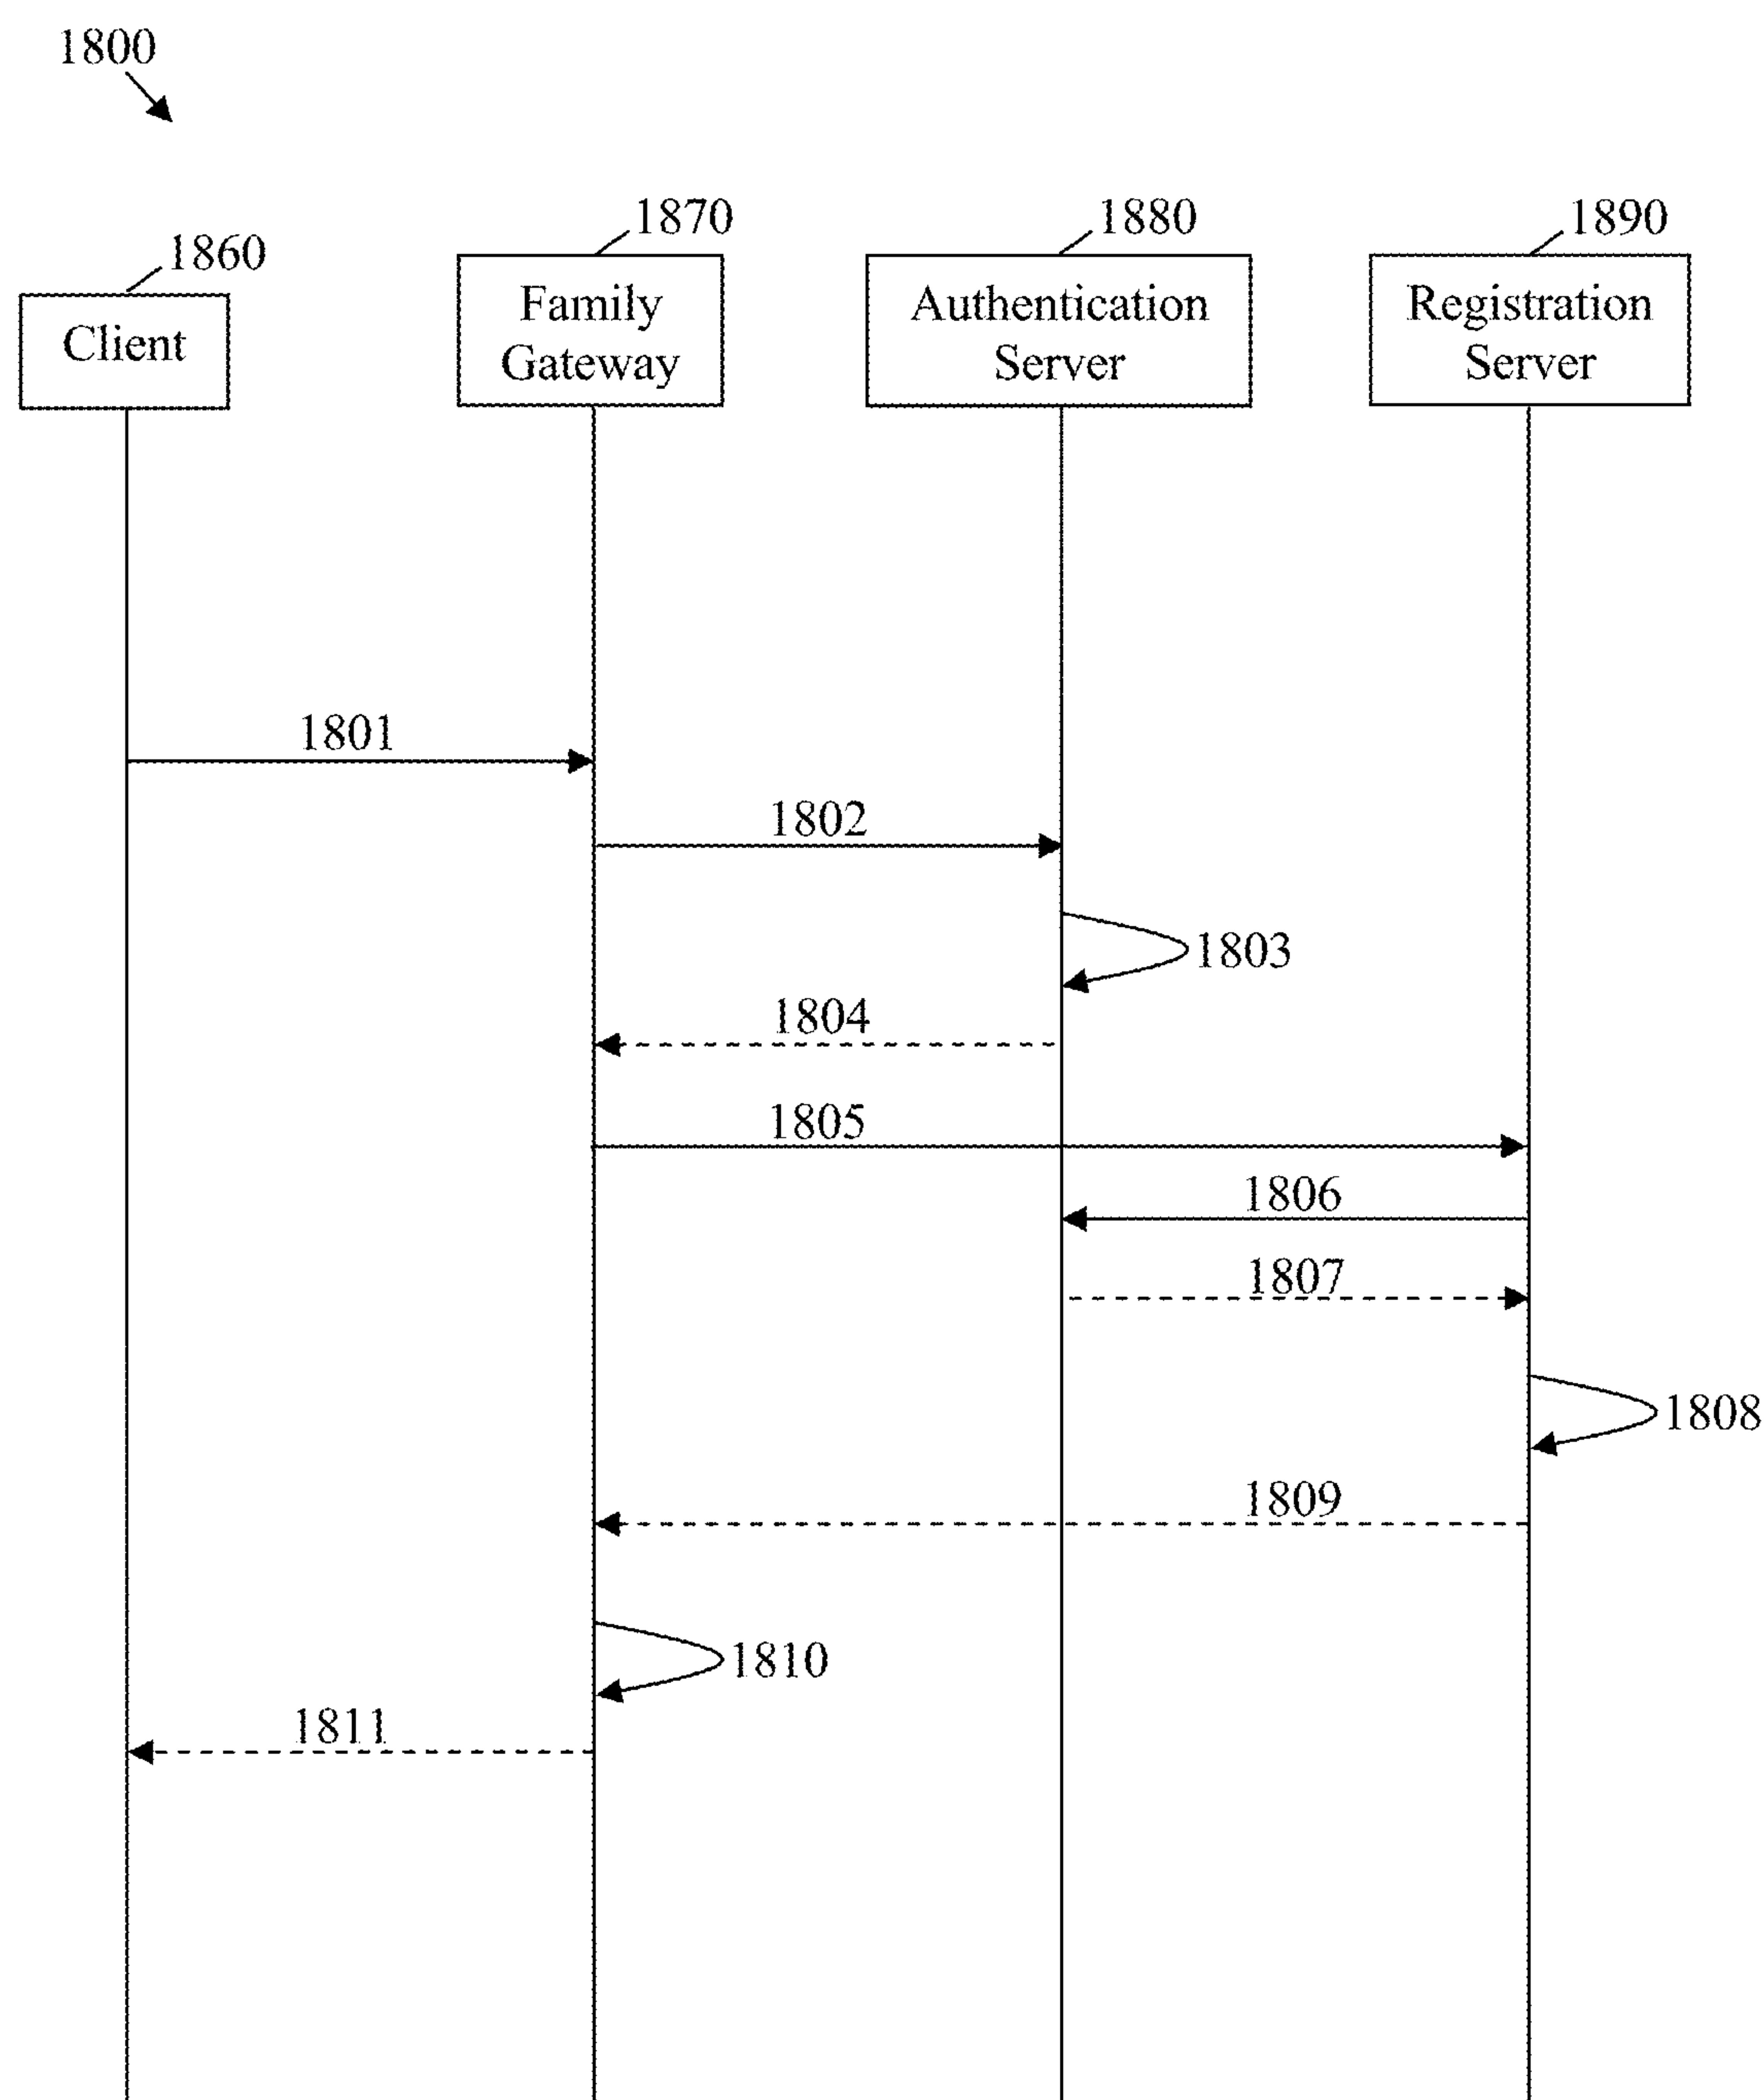 1800
1860
1870
1880
1890
Client
Family
Gateway
Authentication
Server
Registration
Server
1801
1802
1803
1804
1805
1806
1807
1808
1809
1810
1811